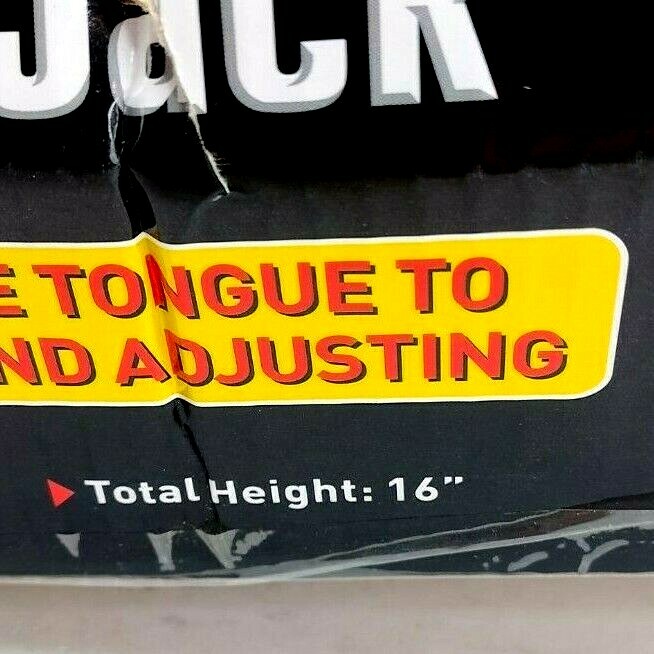 Jack
E TONGUE TO
ND ADJUSTING
Total Height: 16”